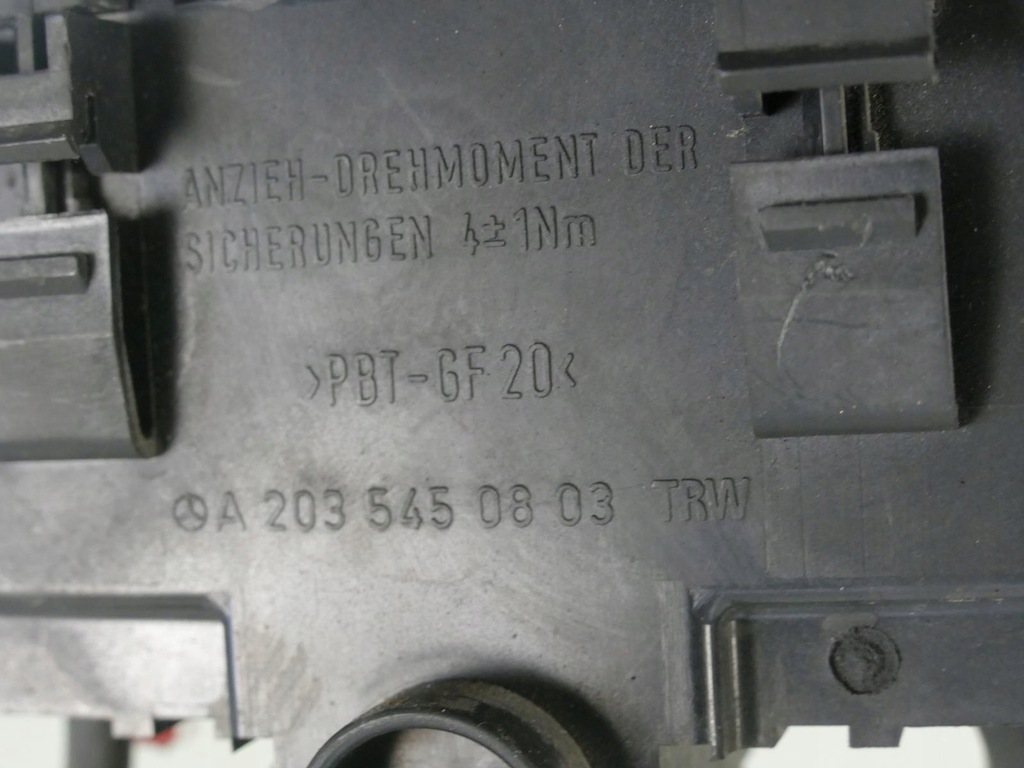 ANZIEH-DREHMOMENT DER
SICHERUNGEN 4±1Nm
>PBT-GF20<
A 203 545 08 03 TRW